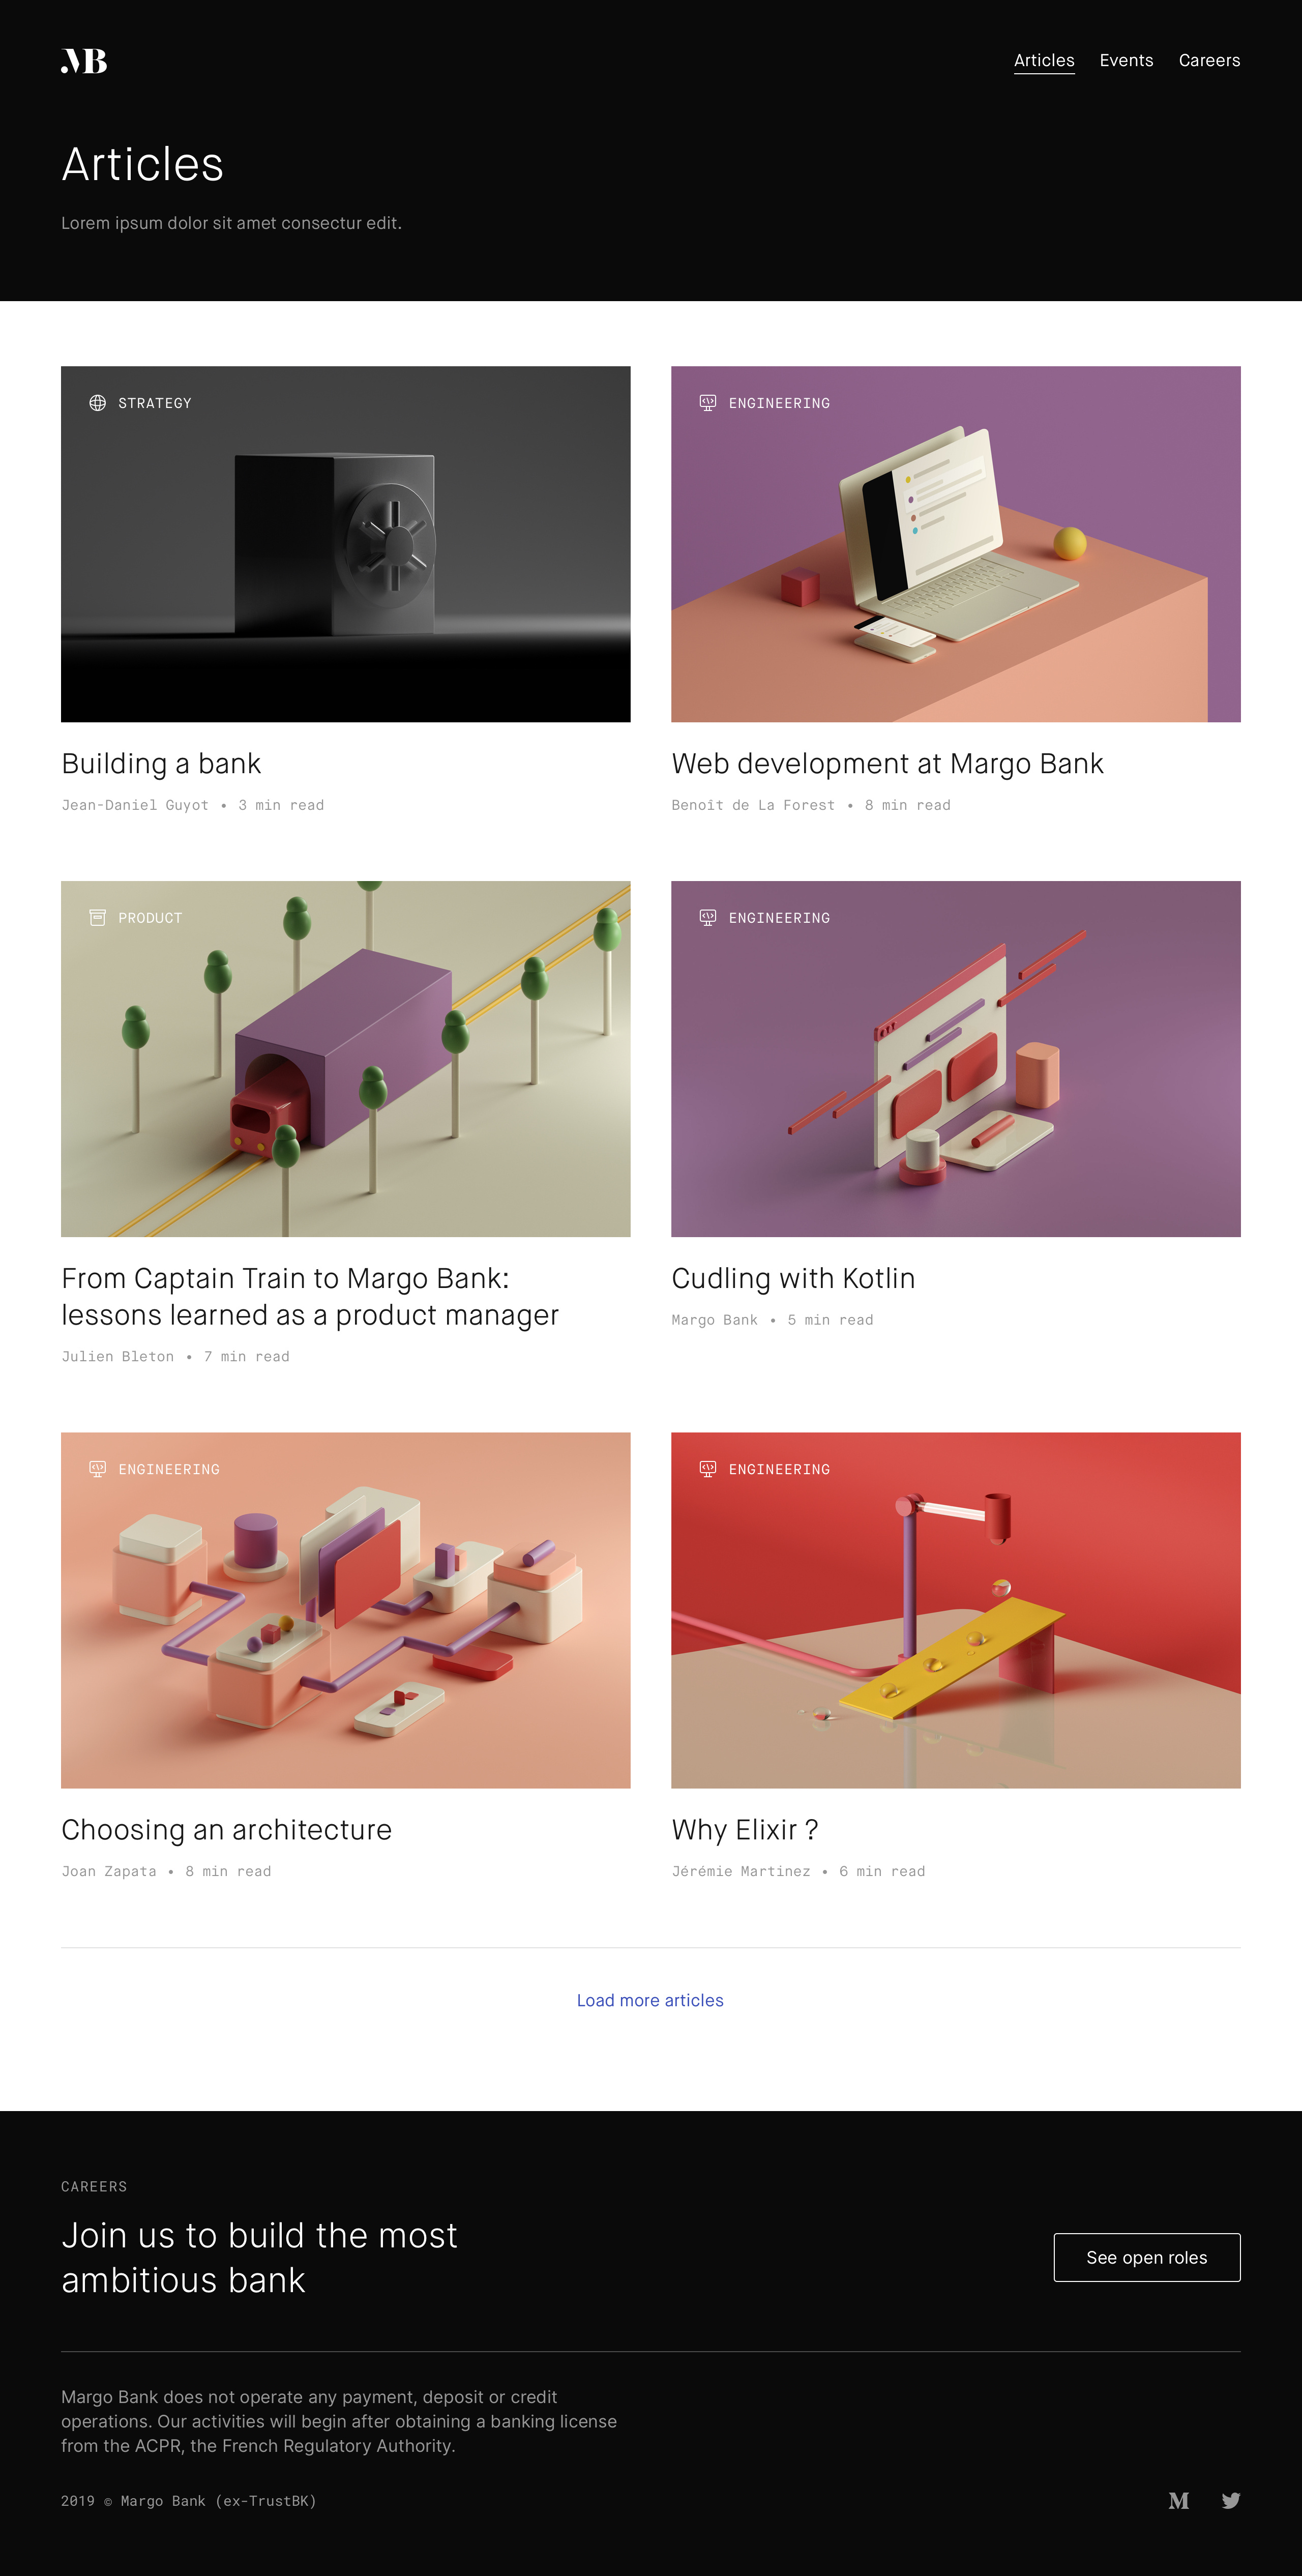 MB
Articles Events Careers
Articles
Lorem ipsum dolor sit amet consectur edit.
STRATEGY
Building a bank
Jean-Daniel Guyot • 3 min read
ENGINEERING
Web development at Margo Bank
Benoît de La Forest • 8 min read
PRODUCT
From Captain Train to Margo Bank:
lessons learned as a product manager
Julien Bleton • 7 min read
ENGINEERING
Cudling with Kotlin
Margo Bank • 5 min read
ENGINEERING
Choosing an architecture
Joan Zapata • 8 min read
ENGINEERING
Why Elixir ?
Jérémie Martinez • 6 min read
Load more articles
CAREERS
Join us to build the most
ambitious bank
See open roles
Margo Bank does not operate any payment, deposit or credit
operations. Our activities will begin after obtaining a banking license
from the ACPR, the French Regulatory Authority.
2019 © Margo Bank (ex-TrustBK)
M